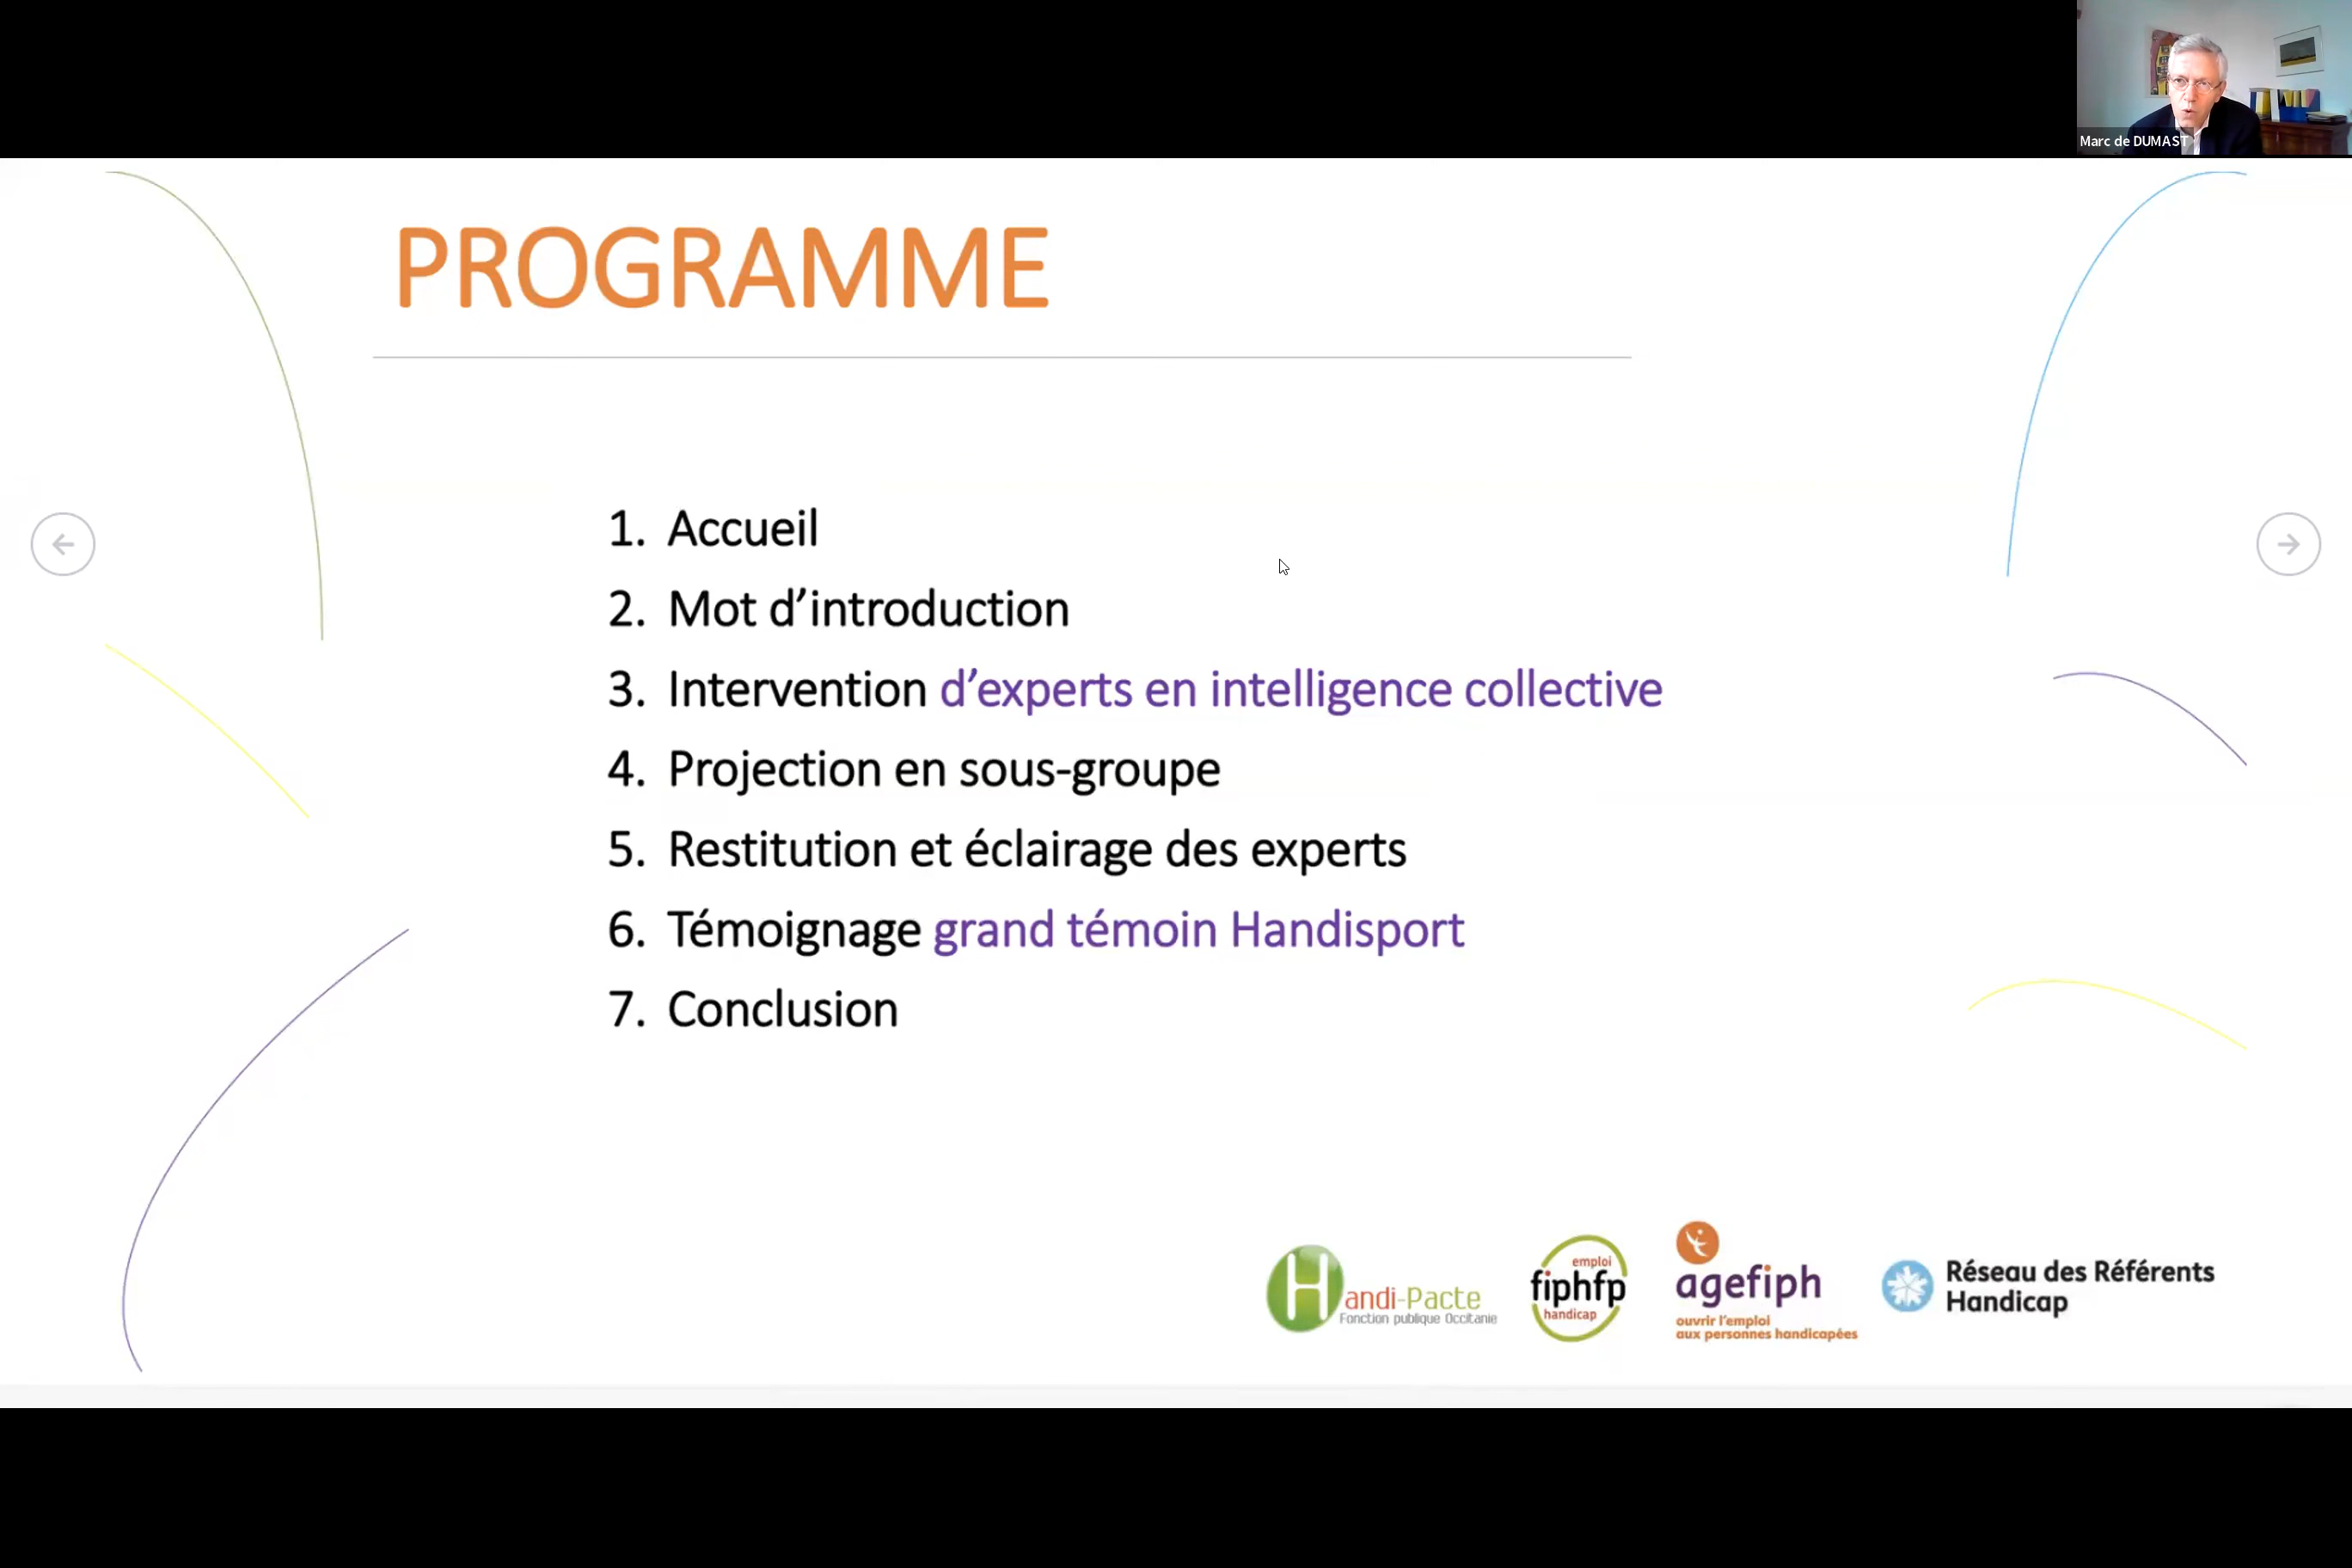 Marc de DUMAST
PROGRAMME
1. Accueil
2. Mot d’introduction
3. Intervention d’experts en intelligence collective
4. Projection en sous-groupe
5. Restitution et éclairage des experts
6. Témoignage grand témoin Handisport
7. Conclusion
Handi-Pacte
Fonction publique Occitanie
emploi
fiphfp
handicap
agefiph
ouvrir l’emploi
aux personnes handicapées
Réseau des Référents
Handicap